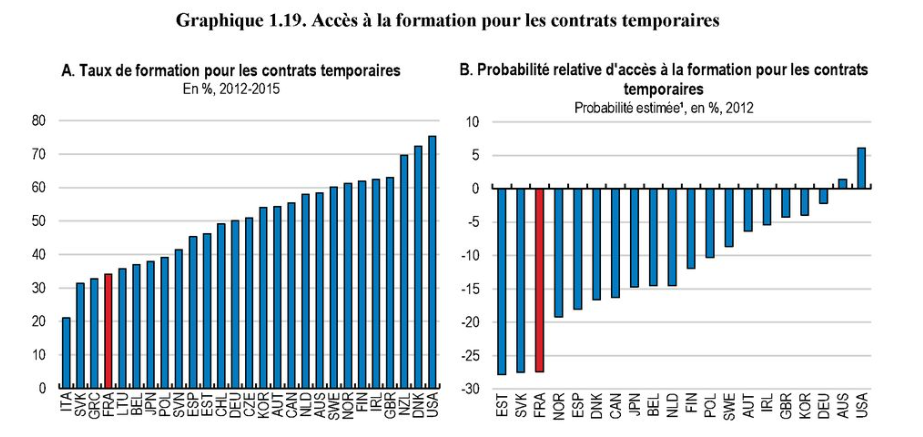 Graphique 1.19. Accès à la formation pour les contrats temporaires
A. Taux de formation pour les contrats temporaires
En %, 2012-2015
80
70
60
50
40
30
20
10
0
ITA SVK GRC FRA LTU BEL JPN POL SVN ESP EST CHL DEU CZE KOR AUT CAN NLD AUS SWE NOR FIN IRL GBR NZL DNK USA
B. Probabilité relative d'accès à la formation pour les contrats
temporaires
Probabilité estimée¹, en %, 2012
10
5
0
-5
-10
-15
-20
-25
-30
EST SVK FRA NOR ESP DNK CAN JPN BEL NLD FIN POL SWE AUT IRL GBR KOR DEU AUS USA